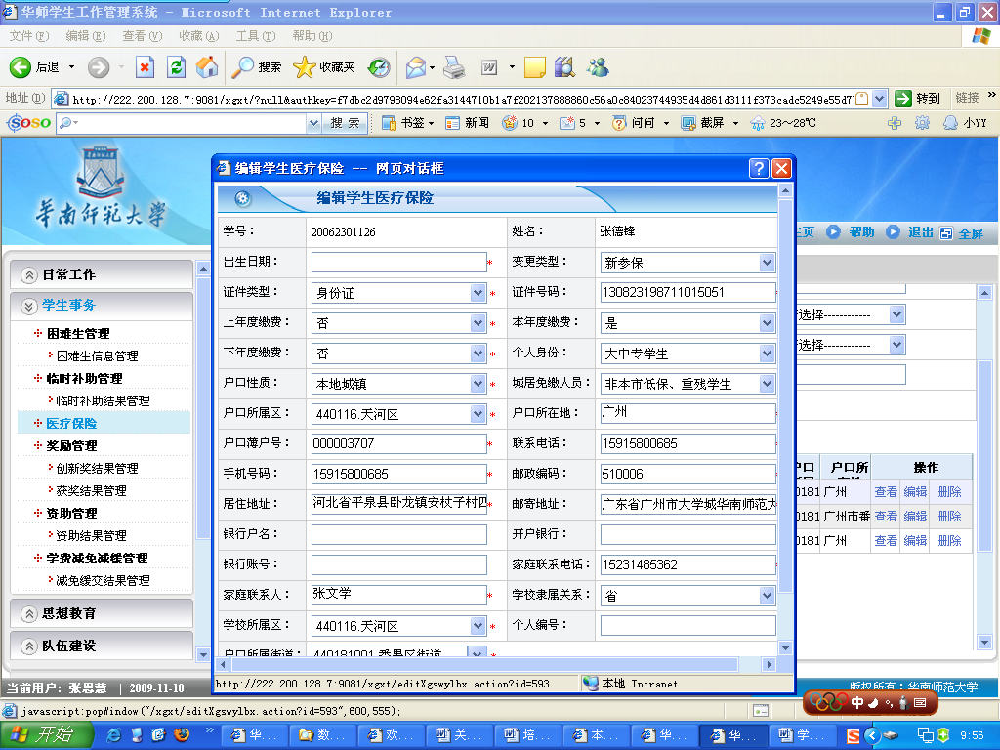 华师学生工作管理系统 - Microsoft Internet Explorer
文件(F) 编辑(E) 查看(V) 收藏(A) 工具(T) 帮助(H)
后退 搜索 收藏夹
地址(D) http://222.200.128.7:9081/xgxt/?null&authkey=f7dbc2d9798094e62fa3144710b1a7f202137888860c56a0c84023744935d4d861d3111f373cadc5249e55d7 转到 链接 »
SOSO 搜 索 书签 新闻 10 5 问问 截屏 23~28℃ 小YY
华南师范大学
主页 帮助 退出 全屏
日常工作
学生事务
困难生管理
困难生信息管理
临时补助管理
临时补助结果管理
医疗保险
奖励管理
创新奖结果管理
获奖结果管理
资助管理
资助结果管理
学费减免减缓管理
减免缓交结果管理
思想教育
队伍建设
编辑学生医疗保险 -- 网页对话框
编辑学生医疗保险
学号： 20062301126 姓名： 张德锋
出生日期： * 变更类型： 新参保
证件类型： 身份证 * 证件号码： 130823198711015051
上年度缴费： 否 * 本年度缴费： 是
下年度缴费： 否 * 个人身份： 大中专学生
户口性质： 本地城镇 * 城居免缴人员： 非本市低保、重残学生
户口所属区： 440116.天河区 * 户口所在地： 广州
户口薄户号： 000003707 * 联系电话： 15915800685
手机号码： 15915800685 * 邮政编码： 510006
居住地址： 河北省平泉县卧龙镇安杖子村四 * 邮寄地址： 广东省广州市大学城华南师范大
银行户名： 开户银行：
银行账号： 家庭联系电话： 15231485362
家庭联系人： 张文学 * 学校隶属关系： 省
学校所属区： 440116.天河区 * 个人编号：
户口所属街道： 440181001.番禺区街道 *
http://222.200.128.7:9081/xgxt/editXgswylbx.action?id=593 本地 Intranet
选择-----------
选择-----------
户口 户口所 操作
0181 广州 查看 编辑 删除
0181 广州市番 查看 编辑 删除
0181 广州 查看 编辑 删除
当前用户： 张思慧 | 2009-11-10 版权所有：华南师范大学
javascript:popWindow("/xgxt/editXgswylbx.action?id=593",600,555);
中
开始 » 华... 数... 欢... 关... 培... 本... 华... 华... 学... 9:56